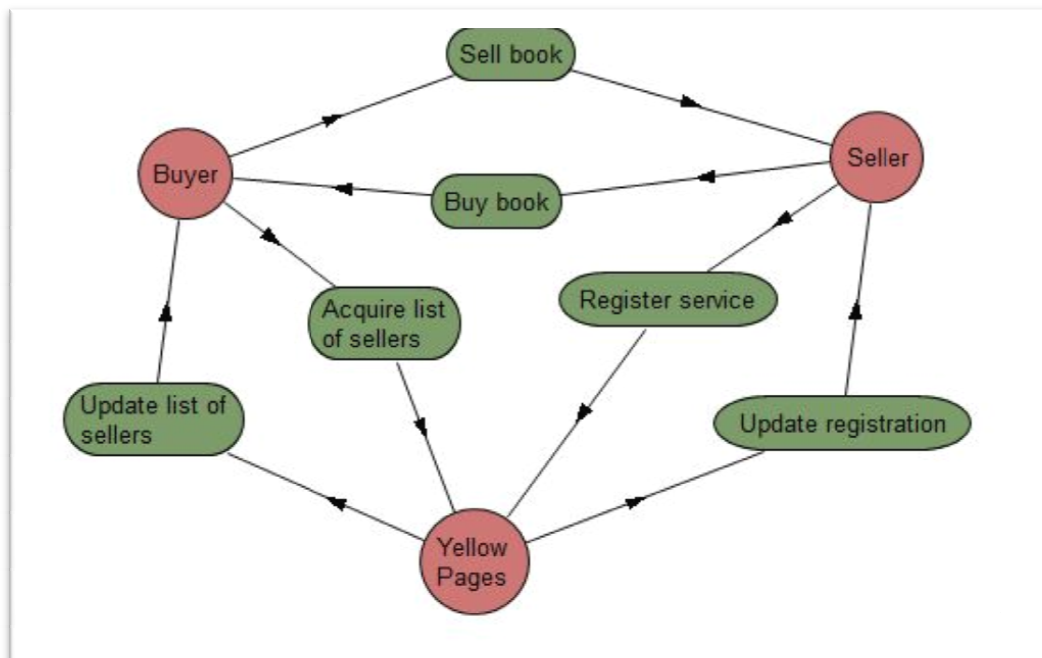 Sell book
Buyer
Seller
Buy book
Register service
Acquire list
of sellers
Update list of
sellers
Update registration
Yellow
Pages